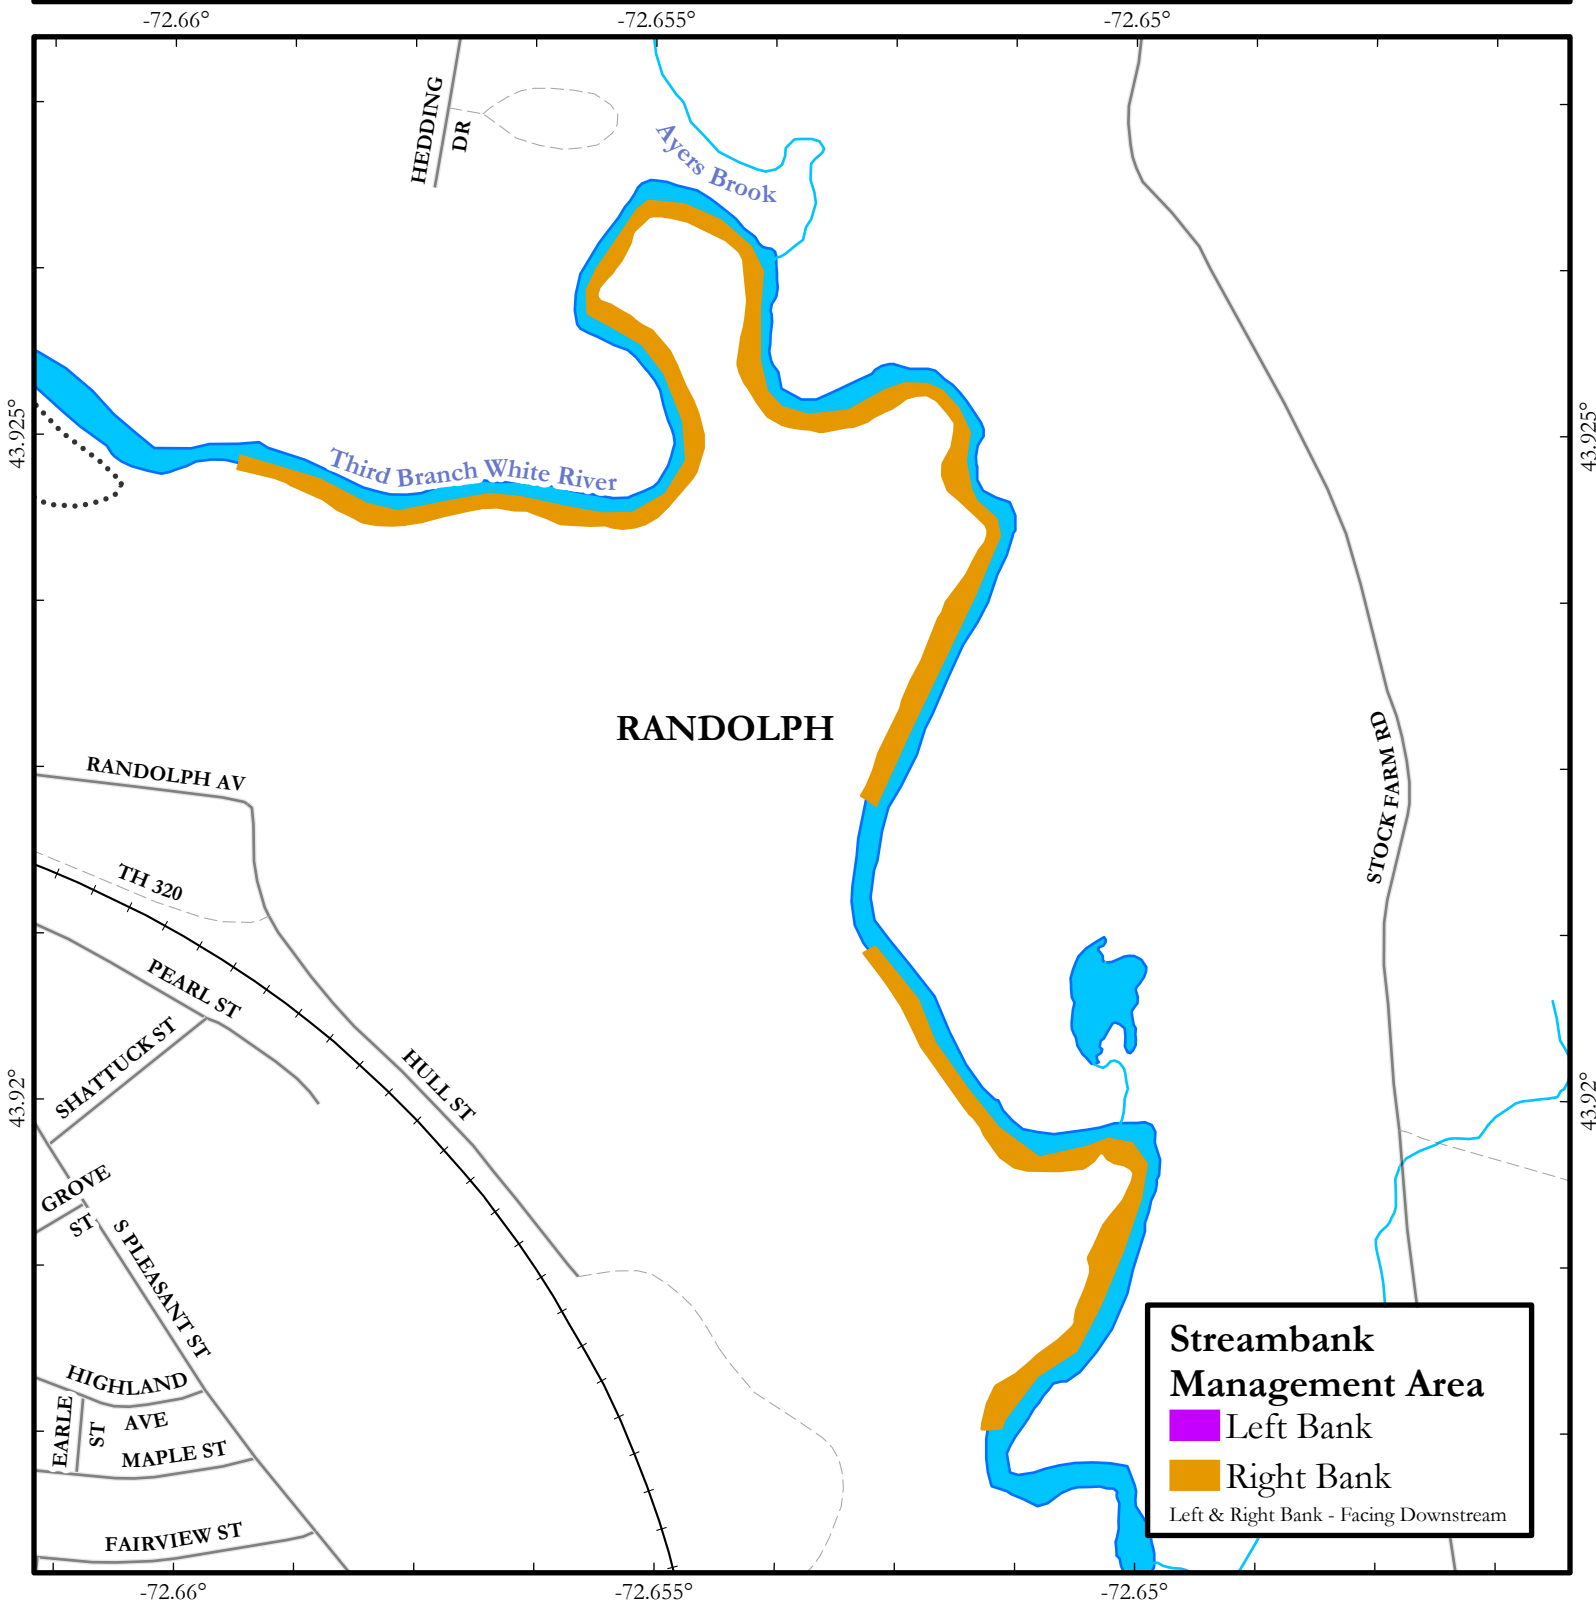 -72.66°
-72.655°
-72.65°
HEDDING
DR
Ayers Brook
43.925°
43.925°
Third Branch White River
RANDOLPH
STOCK FARM RD
RANDOLPH AV
TH 320
PEARL ST
SHATTUCK ST
HULL ST
43.92°
43.92°
GROVE
ST
S PLEASANT ST
HIGHLAND
AVE
EARLE
ST
MAPLE ST
FAIRVIEW ST
Streambank
Management Area
Left Bank
Right Bank
Left & Right Bank - Facing Downstream
-72.66°
-72.655°
-72.65°